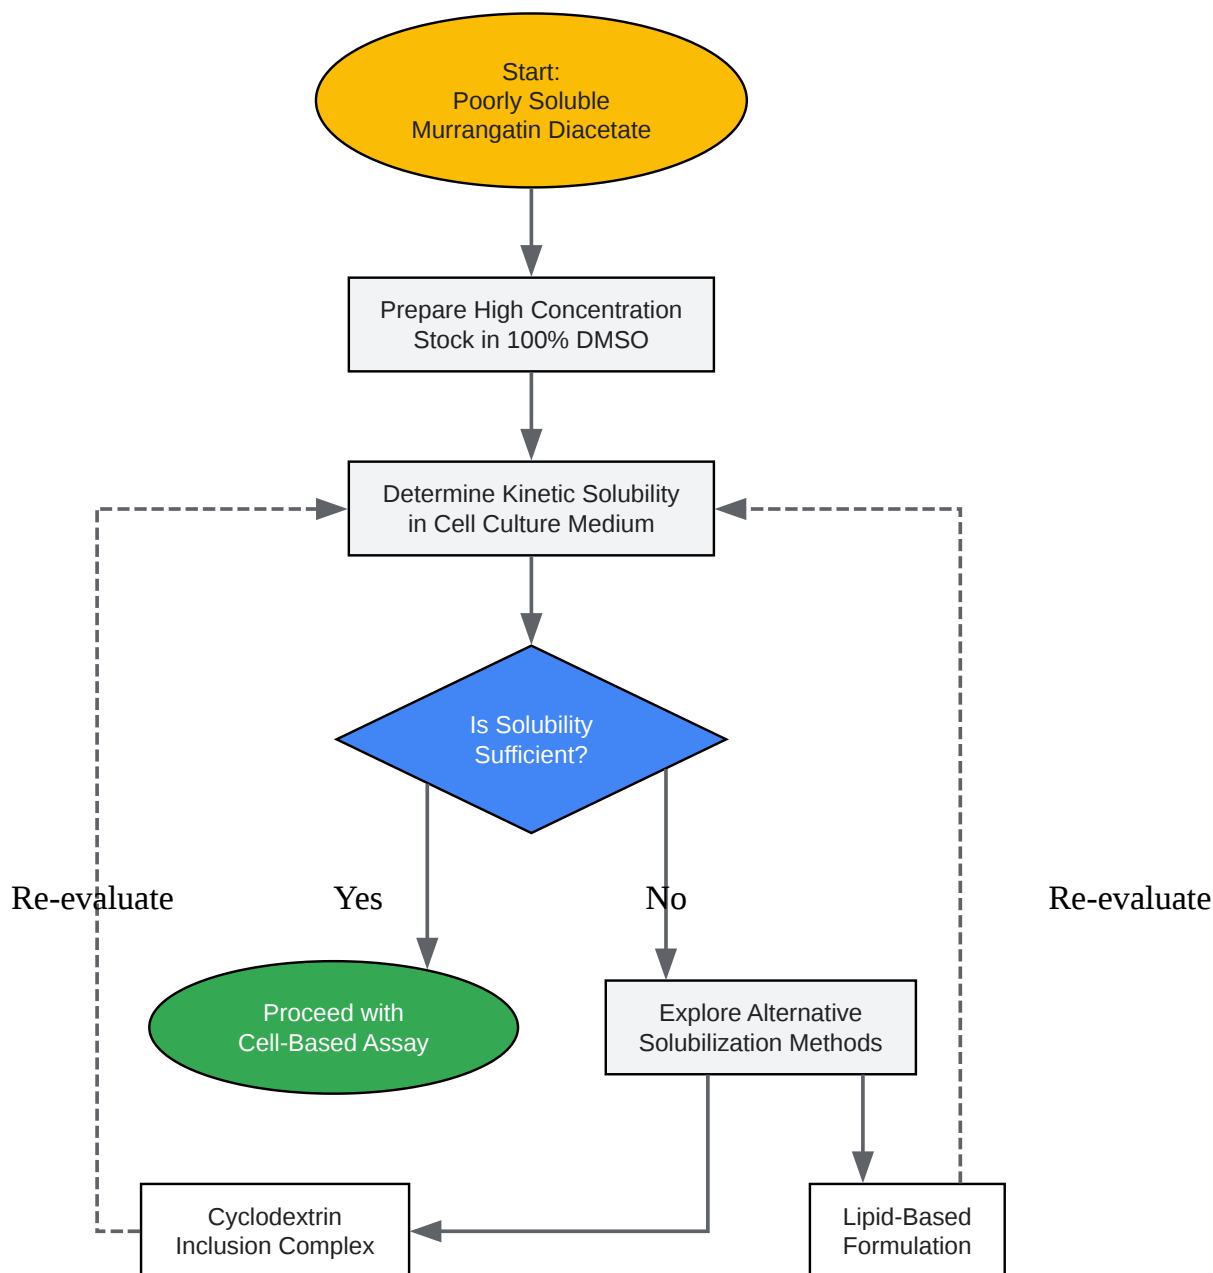 Start:
Poorly Soluble
Murrangatin Diacetate
Prepare High Concentration
Stock in 100% DMSO
Determine Kinetic Solubility
in Cell Culture Medium
Is Solubility
Sufficient?
Re-evaluate
Yes
No
Re-evaluate
Proceed with
Cell-Based Assay
Explore Alternative
Solubilization Methods
Cyclodextrin
Inclusion Complex
Lipid-Based
Formulation